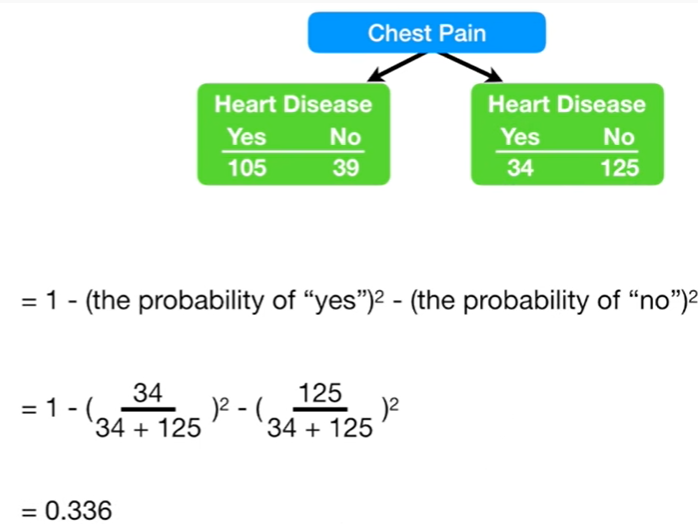 Chest Pain
Heart Disease Heart Disease
Yes No Yes No
105 39 34 125
= 1 - (the probability of “yes”)² - (the probability of “no”)²
= 1 - (34/(34 + 125))² - (125/(34 + 125))²
= 0.336